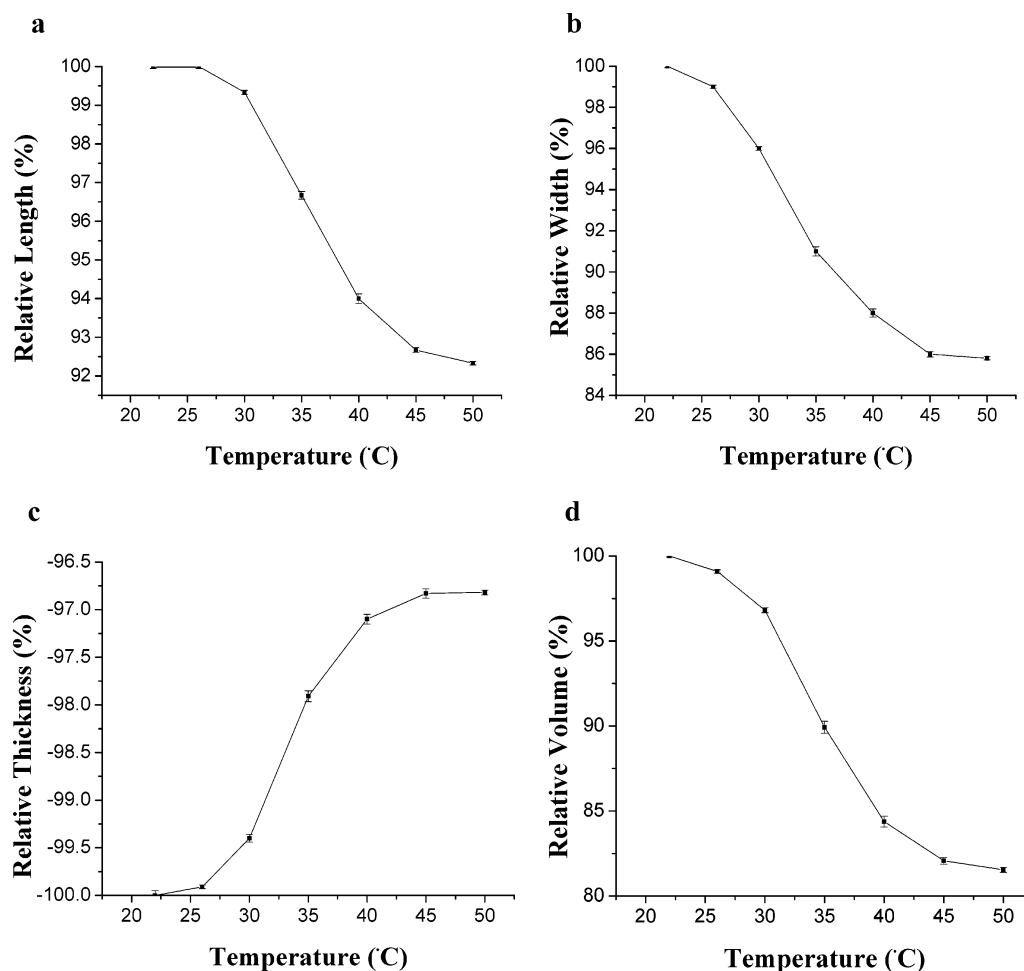 a
100
99
98
97
96
95
94
93
92
20 25 30 35 40 45 50
Relative Length (%)
Temperature (˙C)
b
100
98
96
94
92
90
88
86
84
20 25 30 35 40 45 50
Relative Width (%)
Temperature (˙C)
c
-96.5
-97.0
-97.5
-98.0
-98.5
-99.0
-99.5
-100.0
20 25 30 35 40 45 50
Relative Thickness (%)
Temperature (˙C)
d
100
95
90
85
80
20 25 30 35 40 45 50
Relative Volume (%)
Temperature (˙C)